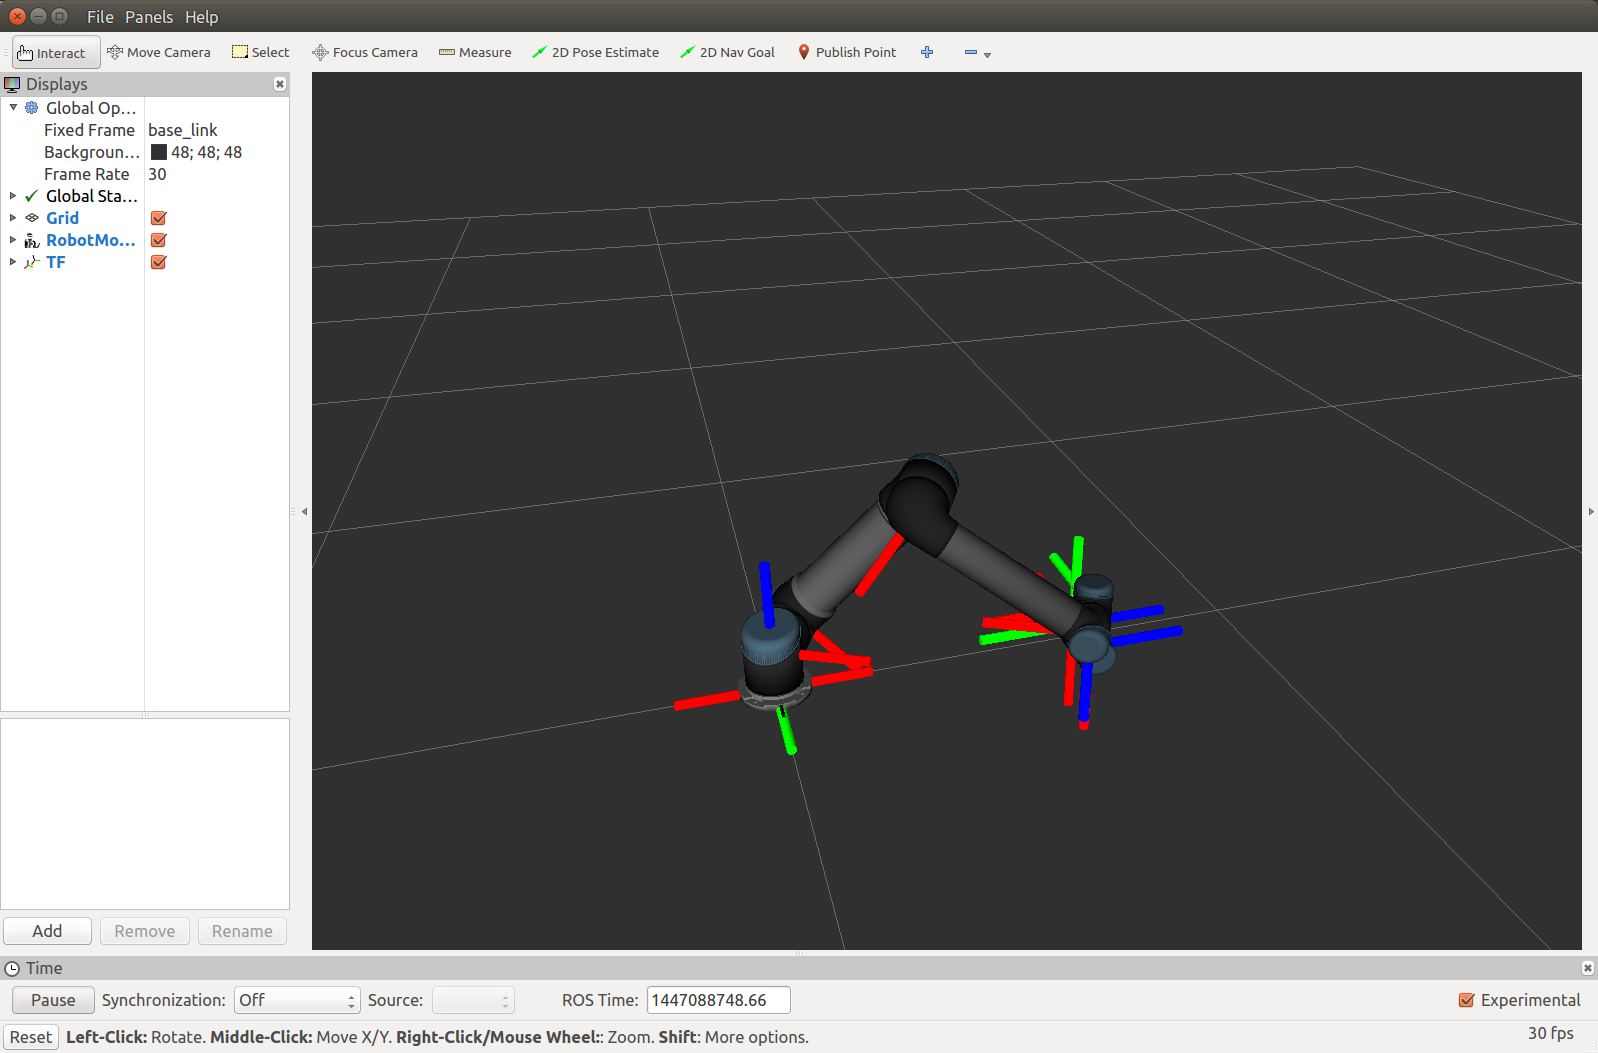 File Panels Help
Interact Move Camera Select Focus Camera Measure 2D Pose Estimate 2D Nav Goal Publish Point
Displays
Global Op...
Fixed Frame base_link
Backgroun... 48; 48; 48
Frame Rate 30
Global Sta...
Grid
RobotMo...
TF
Add Remove Rename
Time
Pause Synchronization: Off Source: ROS Time: 1447088748.66 Experimental
Reset Left-Click: Rotate. Middle-Click: Move X/Y. Right-Click/Mouse Wheel:: Zoom. Shift: More options. 30 fps